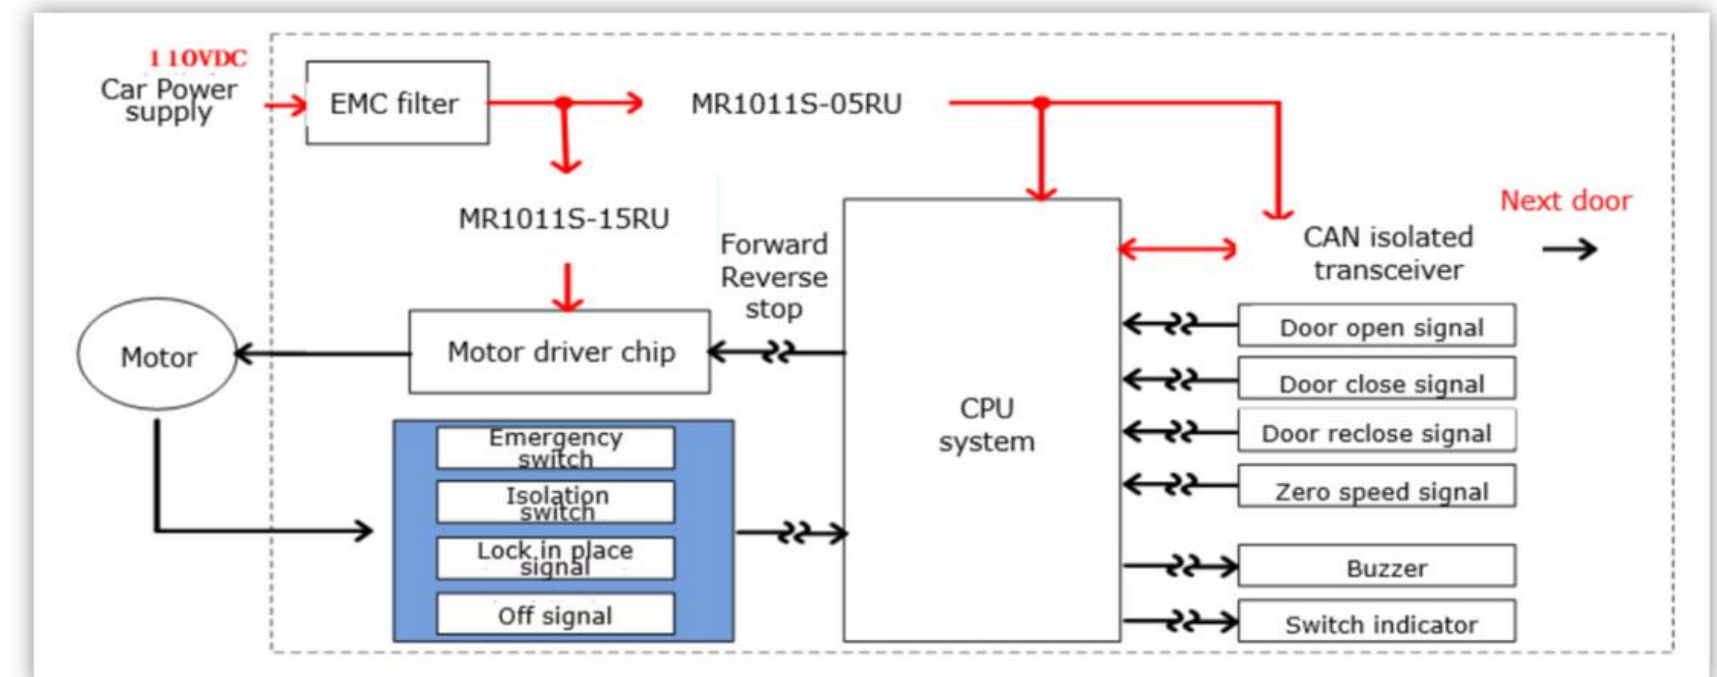 110VDC
Car Power
supply
EMC filter
MR1011S-05RU
MR1011S-15RU
Next door
CAN isolated
transceiver
Forward
Reverse
stop
Motor
Motor driver chip
CPU
system
Door open signal
Door close signal
Door reclose signal
Zero speed signal
Buzzer
Switch indicator
Emergency
switch
Isolation
switch
Lock in place
signal
Off signal